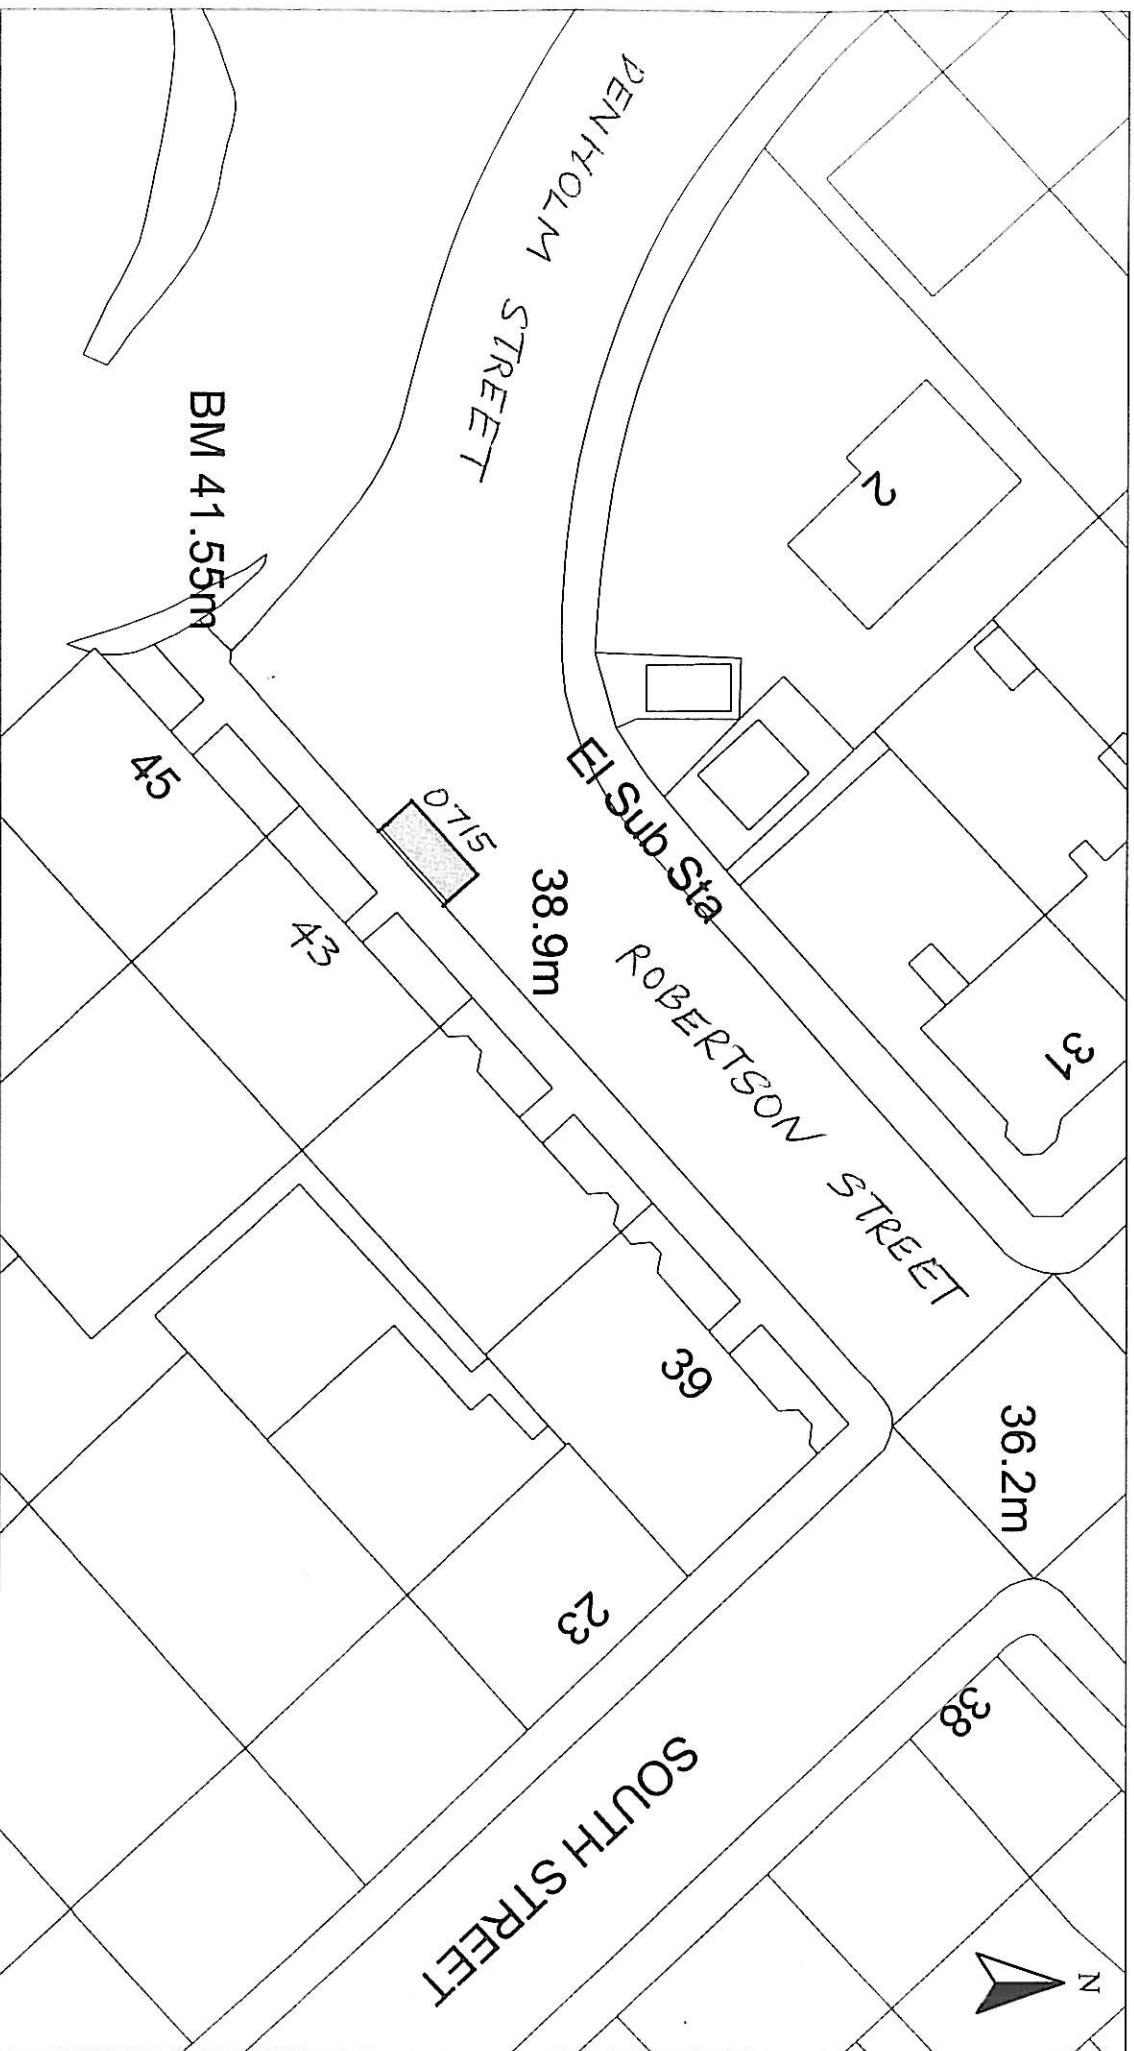 N
36.2m
31
2
38
DENHOLM STREET
ROBERTSON STREET
El Sub Sta
38.9m
0715
39
SOUTH STREET
23
43
BM 41.55m
45